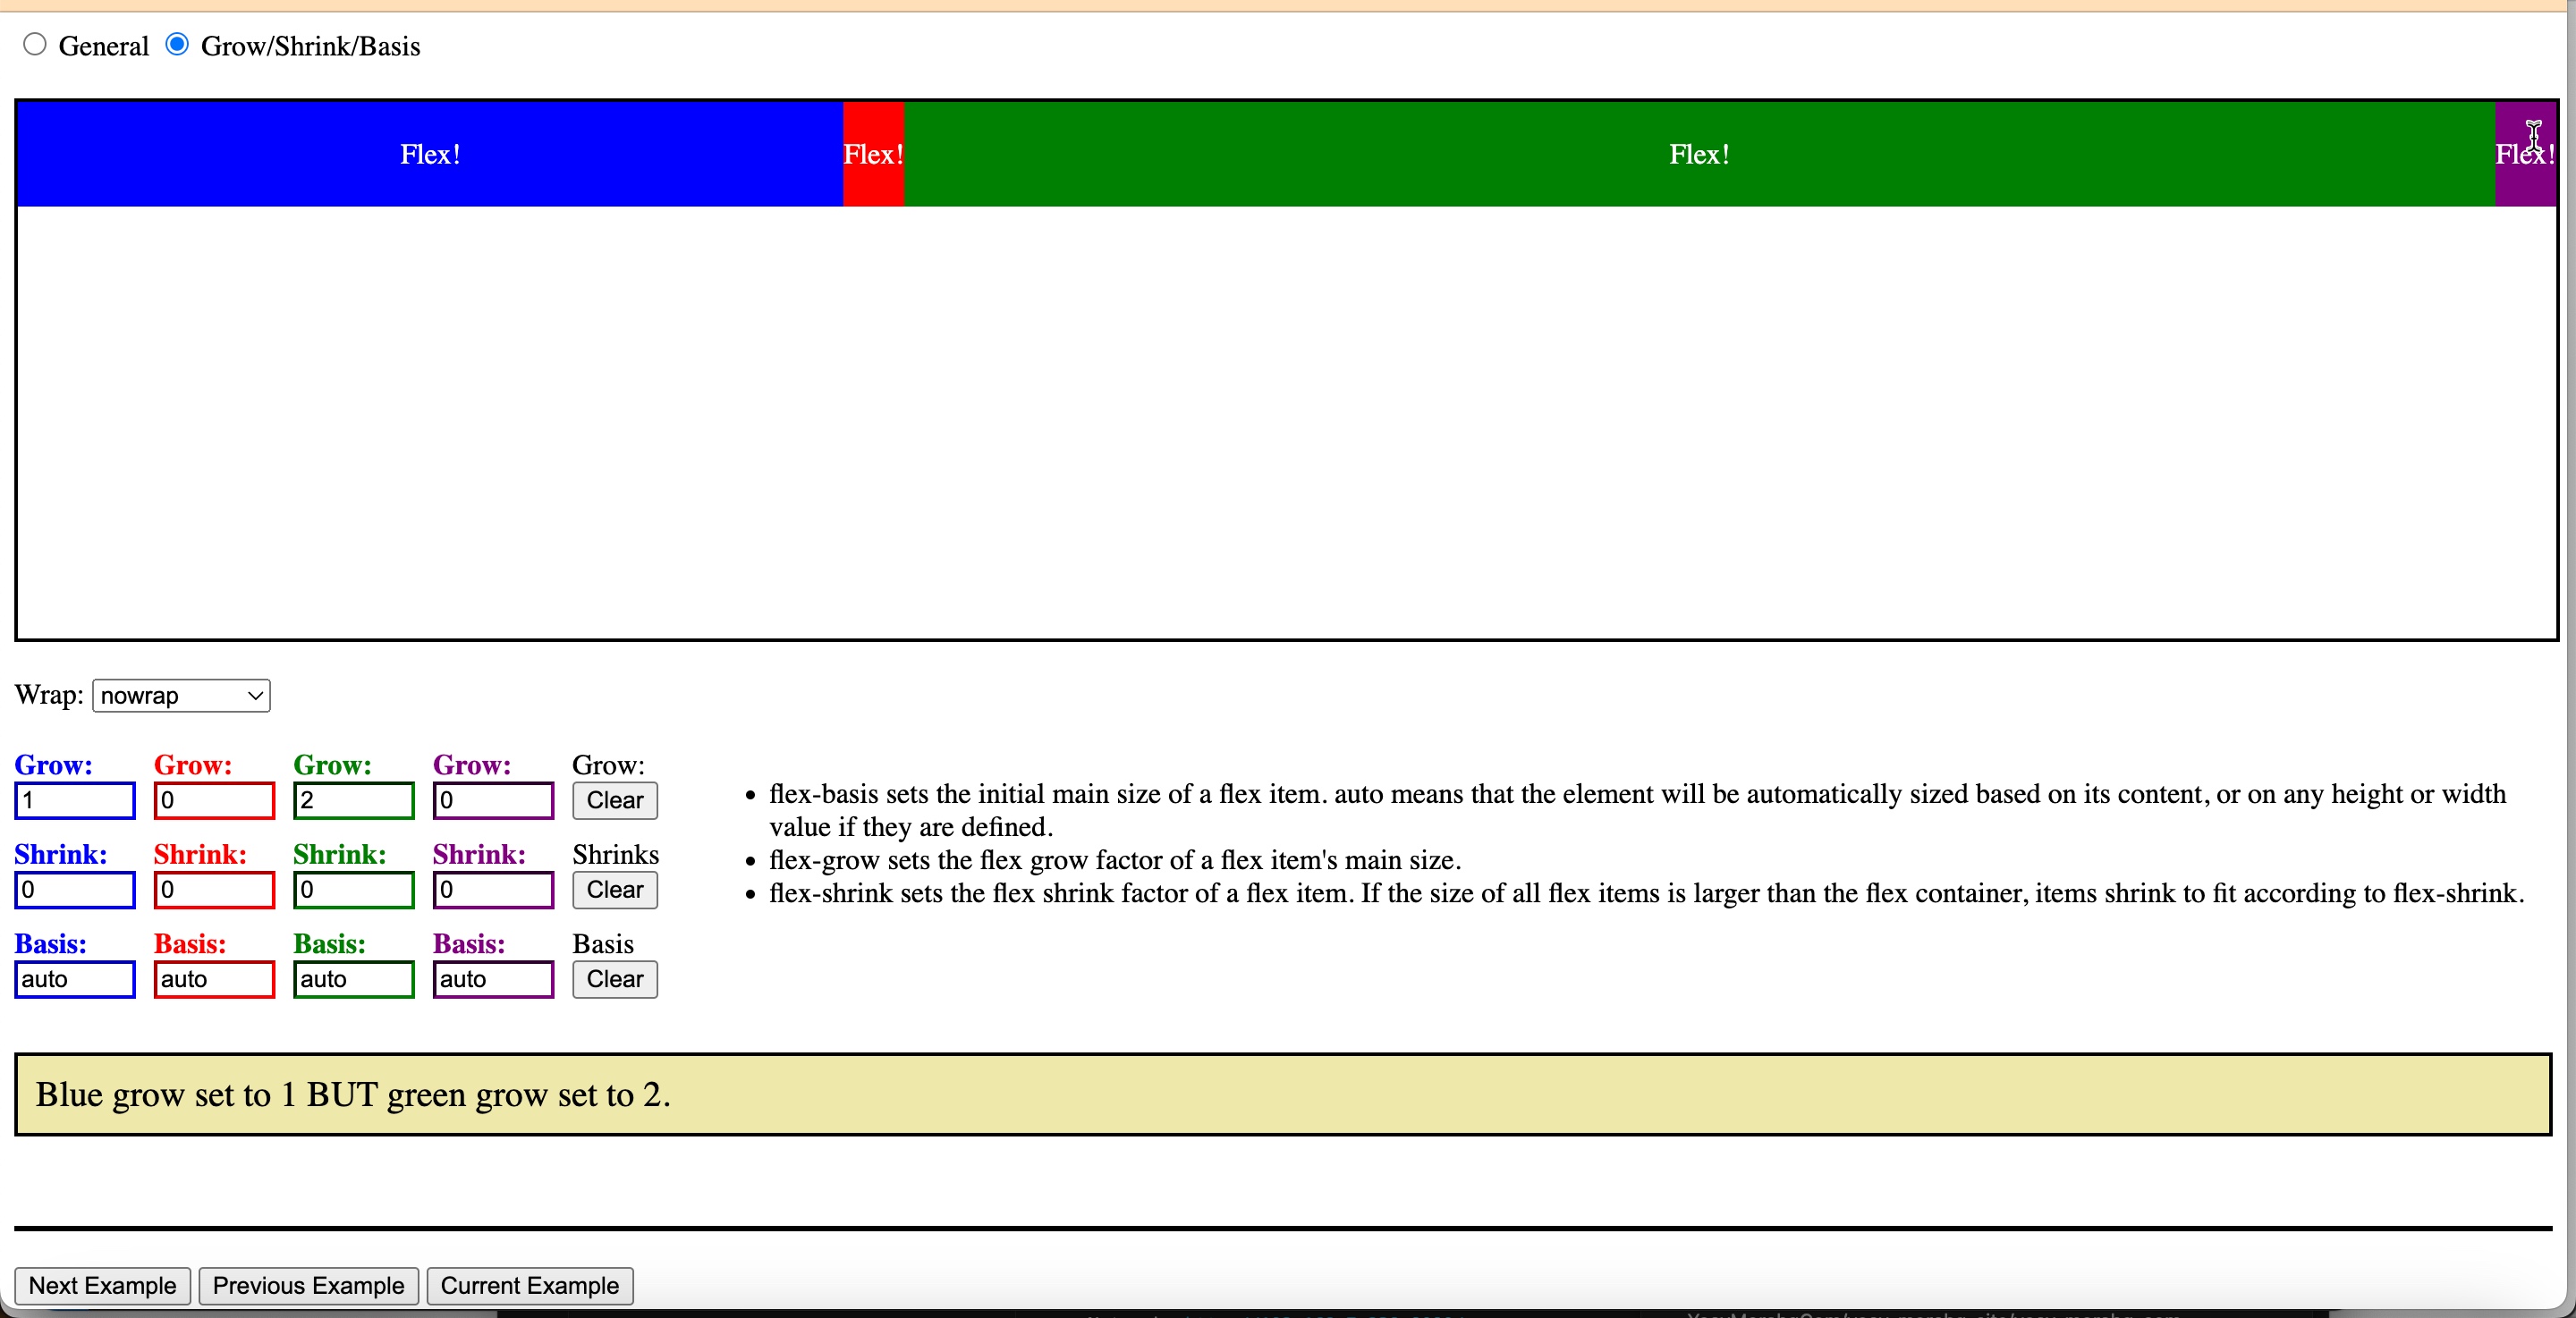 General Grow/Shrink/Basis
Flex! Flex! Flex! Flex!
Wrap: nowrap
Grow: Grow: Grow: Grow: Grow:
1 0 2 0 Clear
Shrink: Shrink: Shrink: Shrink: Shrinks
0 0 0 0 Clear
Basis: Basis: Basis: Basis: Basis
auto auto auto auto Clear
• flex-basis sets the initial main size of a flex item. auto means that the element will be automatically sized based on its content, or on any height or width
value if they are defined.
• flex-grow sets the flex grow factor of a flex item's main size.
• flex-shrink sets the flex shrink factor of a flex item. If the size of all flex items is larger than the flex container, items shrink to fit according to flex-shrink.
Blue grow set to 1 BUT green grow set to 2.
Next Example Previous Example Current Example